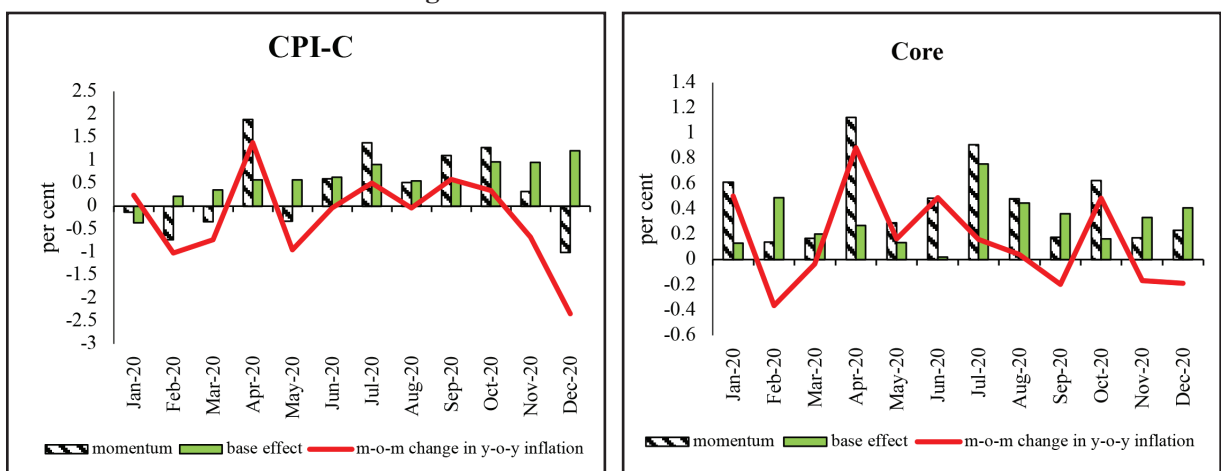 CPI-C
2.5
2
1.5
1
0.5
0
-0.5
-1
-1.5
-2
-2.5
-3
per cent
Jan-20
Feb-20
Mar-20
Apr-20
May-20
Jun-20
Jul-20
Aug-20
Sep-20
Oct-20
Nov-20
Dec-20
momentum base effect m-o-m change in y-o-y inflation
Core
1.4
1.2
1
0.8
0.6
0.4
0.2
0
-0.2
-0.4
-0.6
per cent
Jan-20
Feb-20
Mar-20
Apr-20
May-20
Jun-20
Jul-20
Aug-20
Sep-20
Oct-20
Nov-20
Dec-20
momentum base effect m-o-m change in y-o-y inflation